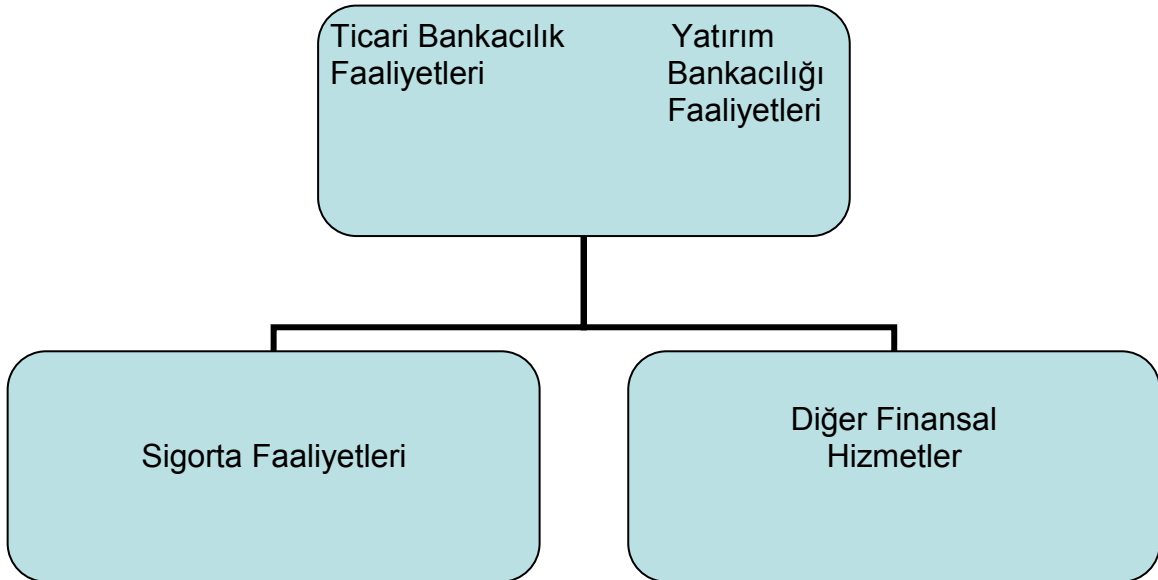 Ticari Bankacılık Yatırım
Faaliyetleri Bankacılığı
Faaliyetleri
Sigorta Faaliyetleri
Diğer Finansal
Hizmetler